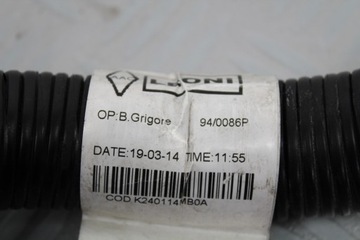 LEONI
OP:B.Grigore 94/0086P
DATE:19-03-14 TIME:11:55
COD K240114MB0A